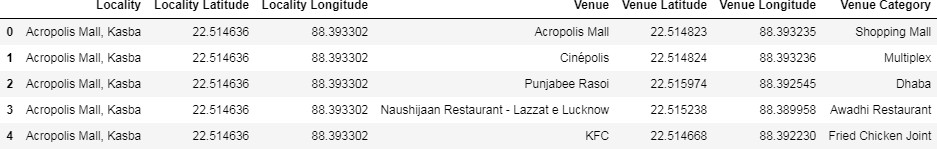 Locality Locality Latitude Locality Longitude Venue Venue Latitude Venue Longitude Venue Category
0 Acropolis Mall, Kasba 22.514636 88.393302 Acropolis Mall 22.514823 88.393235 Shopping Mall
1 Acropolis Mall, Kasba 22.514636 88.393302 Cinépolis 22.514824 88.393236 Multiplex
2 Acropolis Mall, Kasba 22.514636 88.393302 Punjabee Rasoi 22.515974 88.392545 Dhaba
3 Acropolis Mall, Kasba 22.514636 88.393302 Naushijaan Restaurant - Lazzat e Lucknow 22.515238 88.389958 Awadhi Restaurant
4 Acropolis Mall, Kasba 22.514636 88.393302 KFC 22.514668 88.392230 Fried Chicken Joint